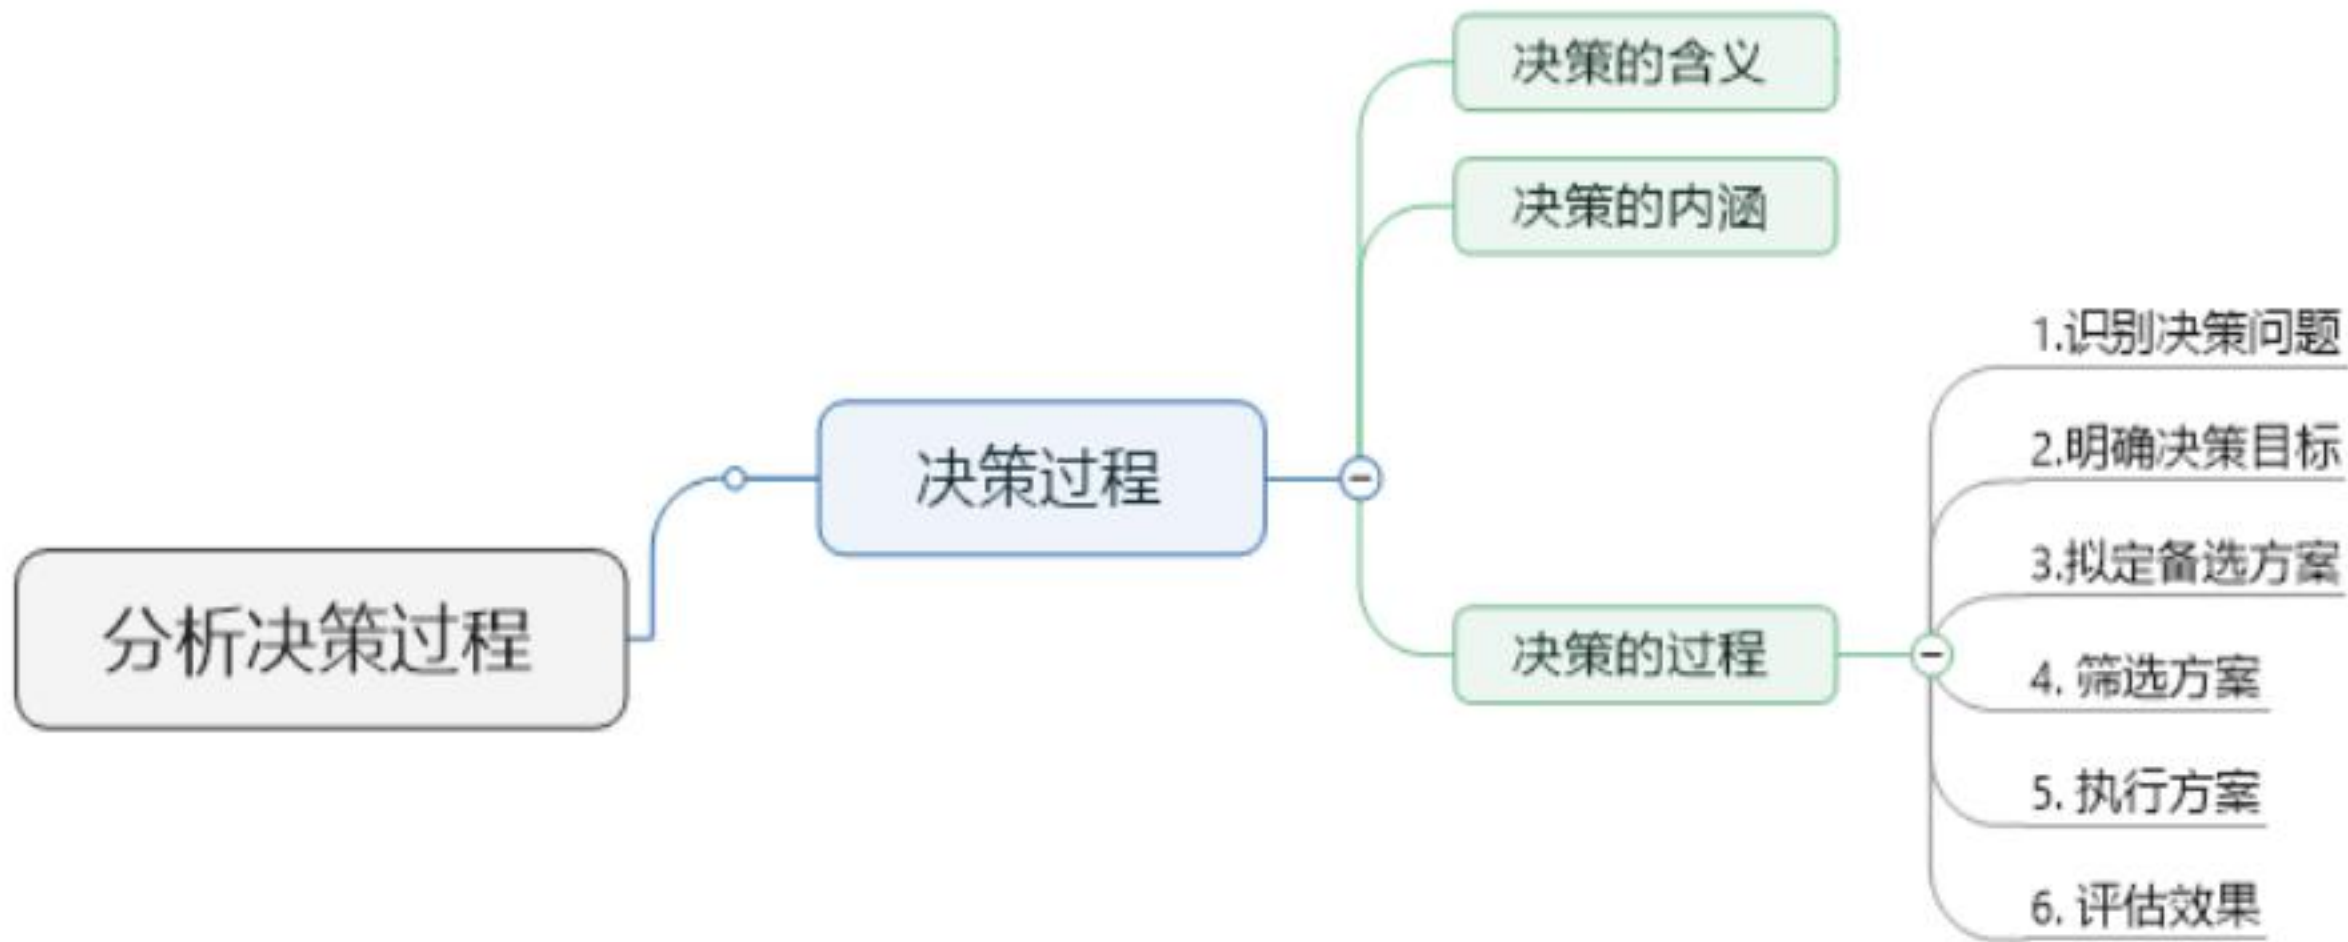 决策的含义
决策的内涵
1.识别决策问题
2.明确决策目标
决策过程
3.拟定备选方案
分析决策过程
决策的过程
4. 筛选方案
5. 执行方案
6. 评估效果